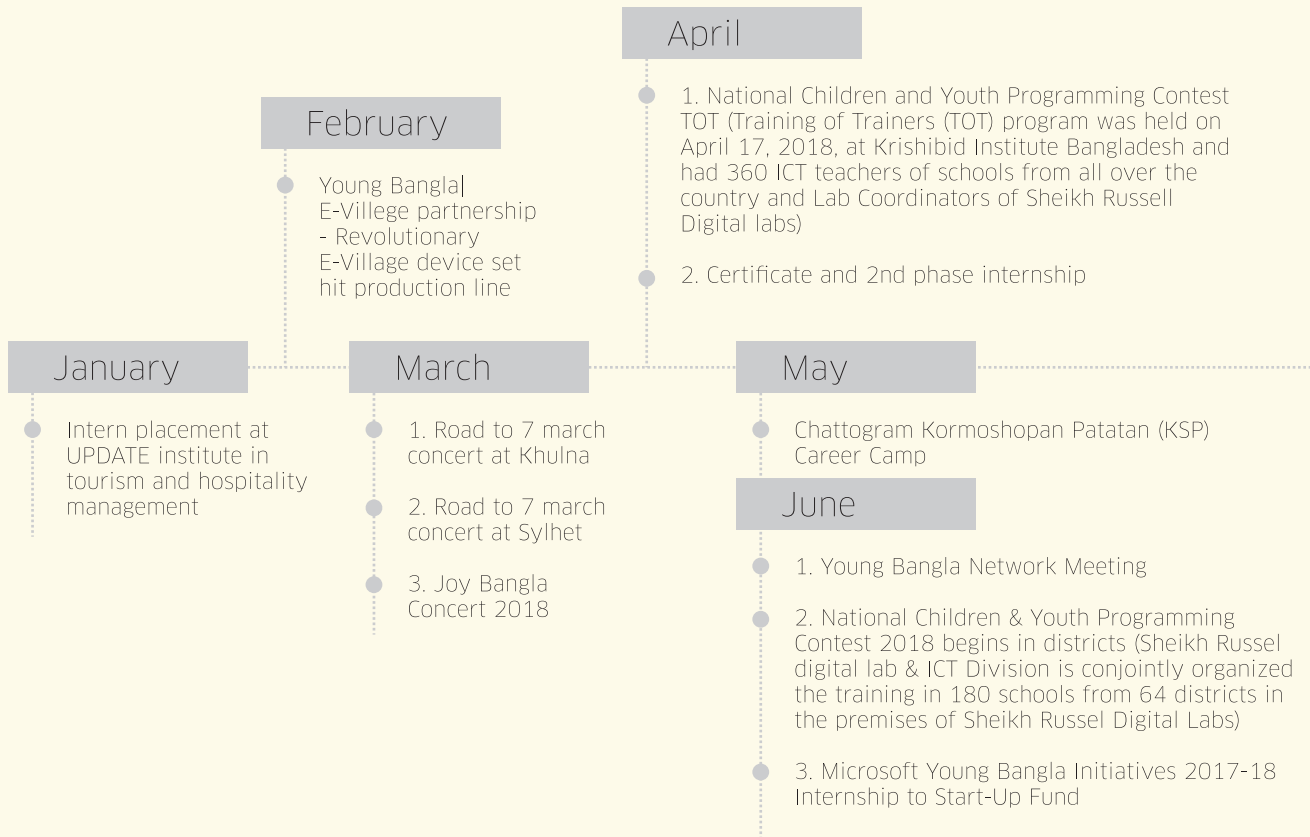 January
Intern placement at
UPDATE institute in
tourism and hospitality
management
February
Young Bangla|
E-Villege partnership
- Revolutionary
E-Village device set
hit production line
March
1. Road to 7 march
concert at Khulna
2. Road to 7 march
concert at Sylhet
3. Joy Bangla
Concert 2018
April
1. National Children and Youth Programming Contest
TOT (Training of Trainers (TOT) program was held on
April 17, 2018, at Krishibid Institute Bangladesh and
had 360 ICT teachers of schools from all over the
country and Lab Coordinators of Sheikh Russell
Digital labs)
2. Certificate and 2nd phase internship
May
Chattogram Kormoshopan Patatan (KSP)
Career Camp
June
1. Young Bangla Network Meeting
2. National Children & Youth Programming
Contest 2018 begins in districts (Sheikh Russel
digital lab & ICT Division is conjointly organized
the training in 180 schools from 64 districts in
the premises of Sheikh Russel Digital Labs)
3. Microsoft Young Bangla Initiatives 2017-18
Internship to Start-Up Fund